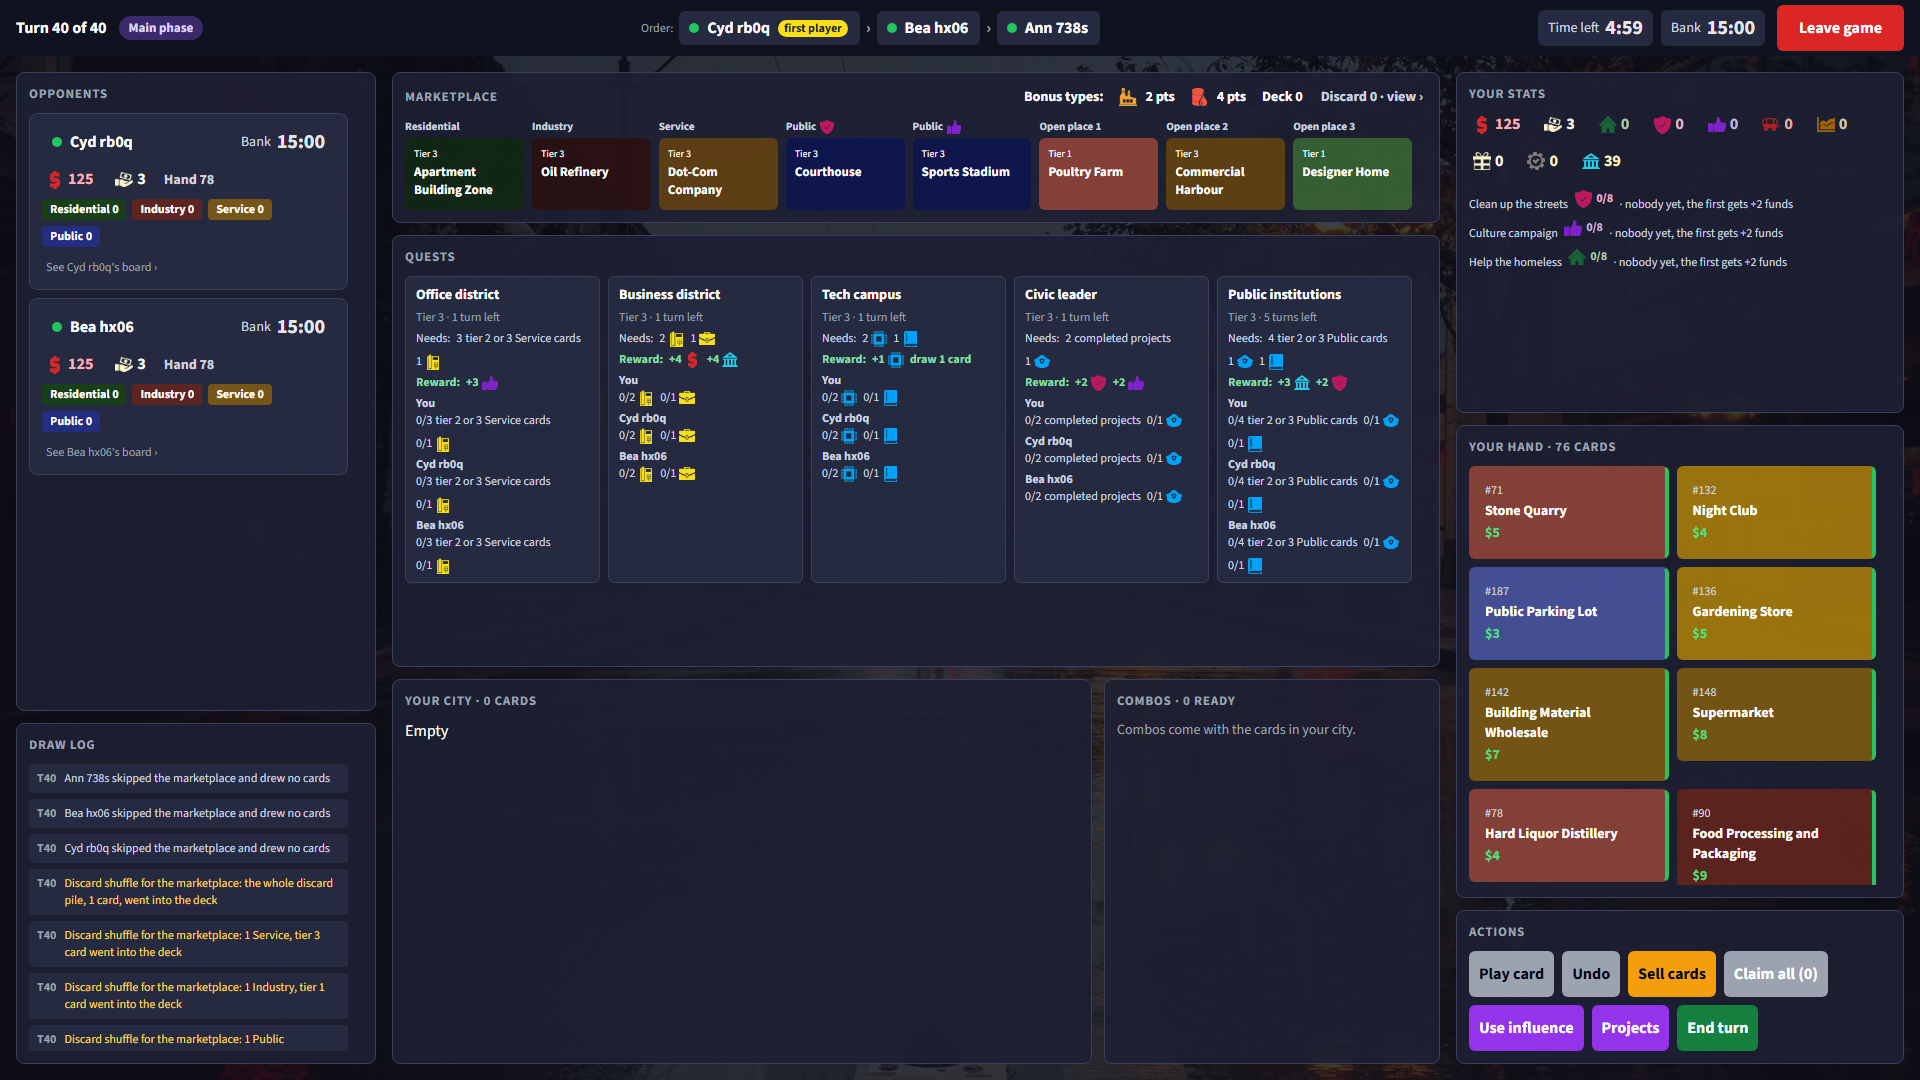 Turn 40 of 40
Main phase
Order: Cyd rb0q first player › Bea hx06 › Ann 738s
Time left 4:59
Bank 15:00
Leave game
OPPONENTS
Cyd rb0q Bank 15:00
125 3 Hand 78
Residential 0 Industry 0 Service 0
Public 0
See Cyd rb0q's board ›
Bea hx06 Bank 15:00
125 3 Hand 78
Residential 0 Industry 0 Service 0
Public 0
See Bea hx06's board ›
DRAW LOG
T40 Ann 738s skipped the marketplace and drew no cards
T40 Bea hx06 skipped the marketplace and drew no cards
T40 Cyd rb0q skipped the marketplace and drew no cards
T40 Discard shuffle for the marketplace: the whole discard
pile, 1 card, went into the deck
T40 Discard shuffle for the marketplace: 1 Service, tier 3
card went into the deck
T40 Discard shuffle for the marketplace: 1 Industry, tier 1
card went into the deck
T40 Discard shuffle for the marketplace: 1 Public
MARKETPLACE
Bonus types: 2 pts 4 pts Deck 0 Discard 0 · view ›
Residential
Tier 3
Apartment
Building Zone
Industry
Tier 3
Oil Refinery
Service
Tier 3
Dot-Com
Company
Public
Tier 3
Courthouse
Public
Tier 3
Sports Stadium
Open place 1
Tier 1
Poultry Farm
Open place 2
Tier 3
Commercial
Harbour
Open place 3
Tier 1
Designer Home
QUESTS
Office district
Tier 3 · 1 turn left
Needs: 3 tier 2 or 3 Service cards
1
Reward: +3
You
0/3 tier 2 or 3 Service cards
0/1
Cyd rb0q
0/3 tier 2 or 3 Service cards
0/1
Bea hx06
0/3 tier 2 or 3 Service cards
0/1
Business district
Tier 3 · 1 turn left
Needs: 2 1
Reward: +4 +4
You
0/2 0/1
Cyd rb0q
0/2 0/1
Bea hx06
0/2 0/1
Tech campus
Tier 3 · 1 turn left
Needs: 2 1
Reward: +1 draw 1 card
You
0/2 0/1
Cyd rb0q
0/2 0/1
Bea hx06
0/2 0/1
Civic leader
Tier 3 · 1 turn left
Needs: 2 completed projects
1
Reward: +2 +2
You
0/2 completed projects 0/1
Cyd rb0q
0/2 completed projects 0/1
Bea hx06
0/2 completed projects 0/1
Public institutions
Tier 3 · 5 turns left
Needs: 4 tier 2 or 3 Public cards
1 1
Reward: +3 +2
You
0/4 tier 2 or 3 Public cards 0/1
0/1
Cyd rb0q
0/4 tier 2 or 3 Public cards 0/1
0/1
Bea hx06
0/4 tier 2 or 3 Public cards 0/1
0/1
YOUR CITY · 0 CARDS
Empty
COMBOS · 0 READY
Combos come with the cards in your city.
YOUR STATS
125 3 0 0 0 0 0
0 0 39
Clean up the streets 0/8 · nobody yet, the first gets +2 funds
Culture campaign 0/8 · nobody yet, the first gets +2 funds
Help the homeless 0/8 · nobody yet, the first gets +2 funds
YOUR HAND · 76 CARDS
#71
Stone Quarry
$5
#132
Night Club
$4
#187
Public Parking Lot
$3
#136
Gardening Store
$5
#142
Building Material
Wholesale
$7
#148
Supermarket
$8
#78
Hard Liquor Distillery
$4
#90
Food Processing and
Packaging
$9
ACTIONS
Play card
Undo
Sell cards
Claim all (0)
Use influence
Projects
End turn